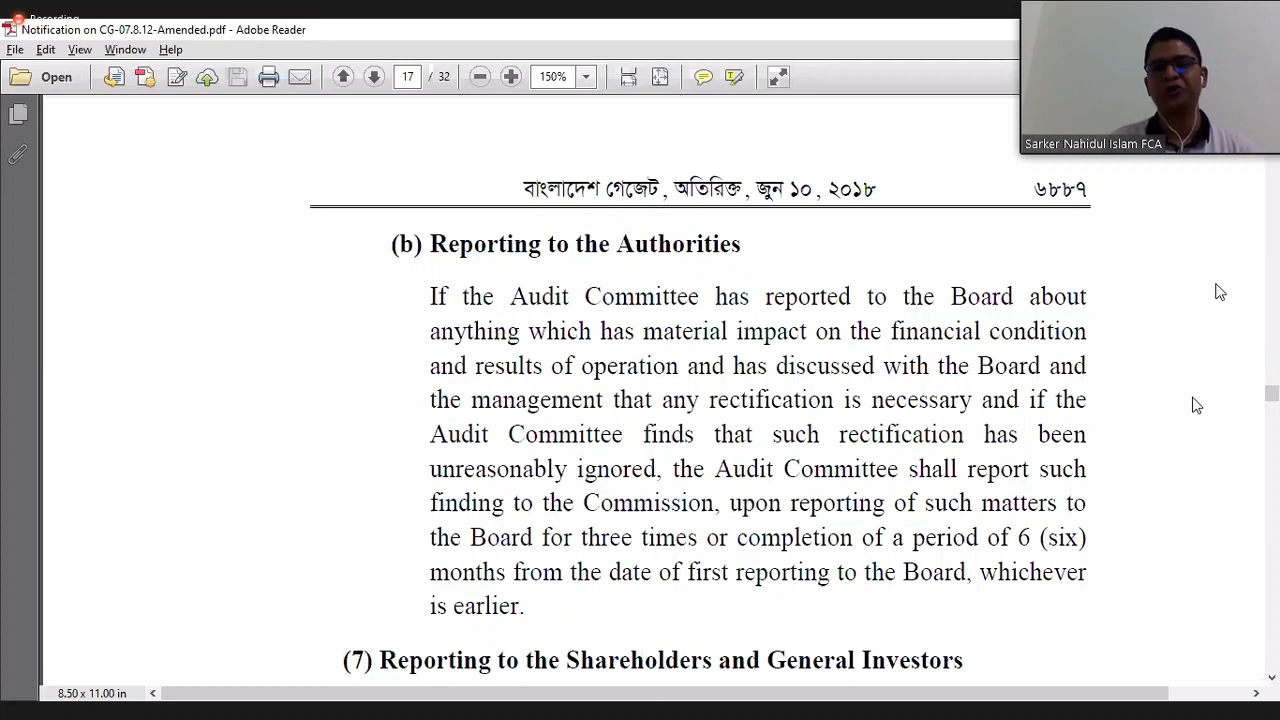 Recording
Notification on CG-07.8.12-Amended.pdf - Adobe Reader
File Edit View Window Help
Open 17 / 32 150%
Sarker Nahidul Islam FCA
বাংলাদেশ গেজেট, অতিরিক্ত, জুন ১০, ২০১৮ ৬৮৮৭
(b) Reporting to the Authorities
If the Audit Committee has reported to the Board about
anything which has material impact on the financial condition
and results of operation and has discussed with the Board and
the management that any rectification is necessary and if the
Audit Committee finds that such rectification has been
unreasonably ignored, the Audit Committee shall report such
finding to the Commission, upon reporting of such matters to
the Board for three times or completion of a period of 6 (six)
months from the date of first reporting to the Board, whichever
is earlier.
(7) Reporting to the Shareholders and General Investors
8.50 x 11.00 in